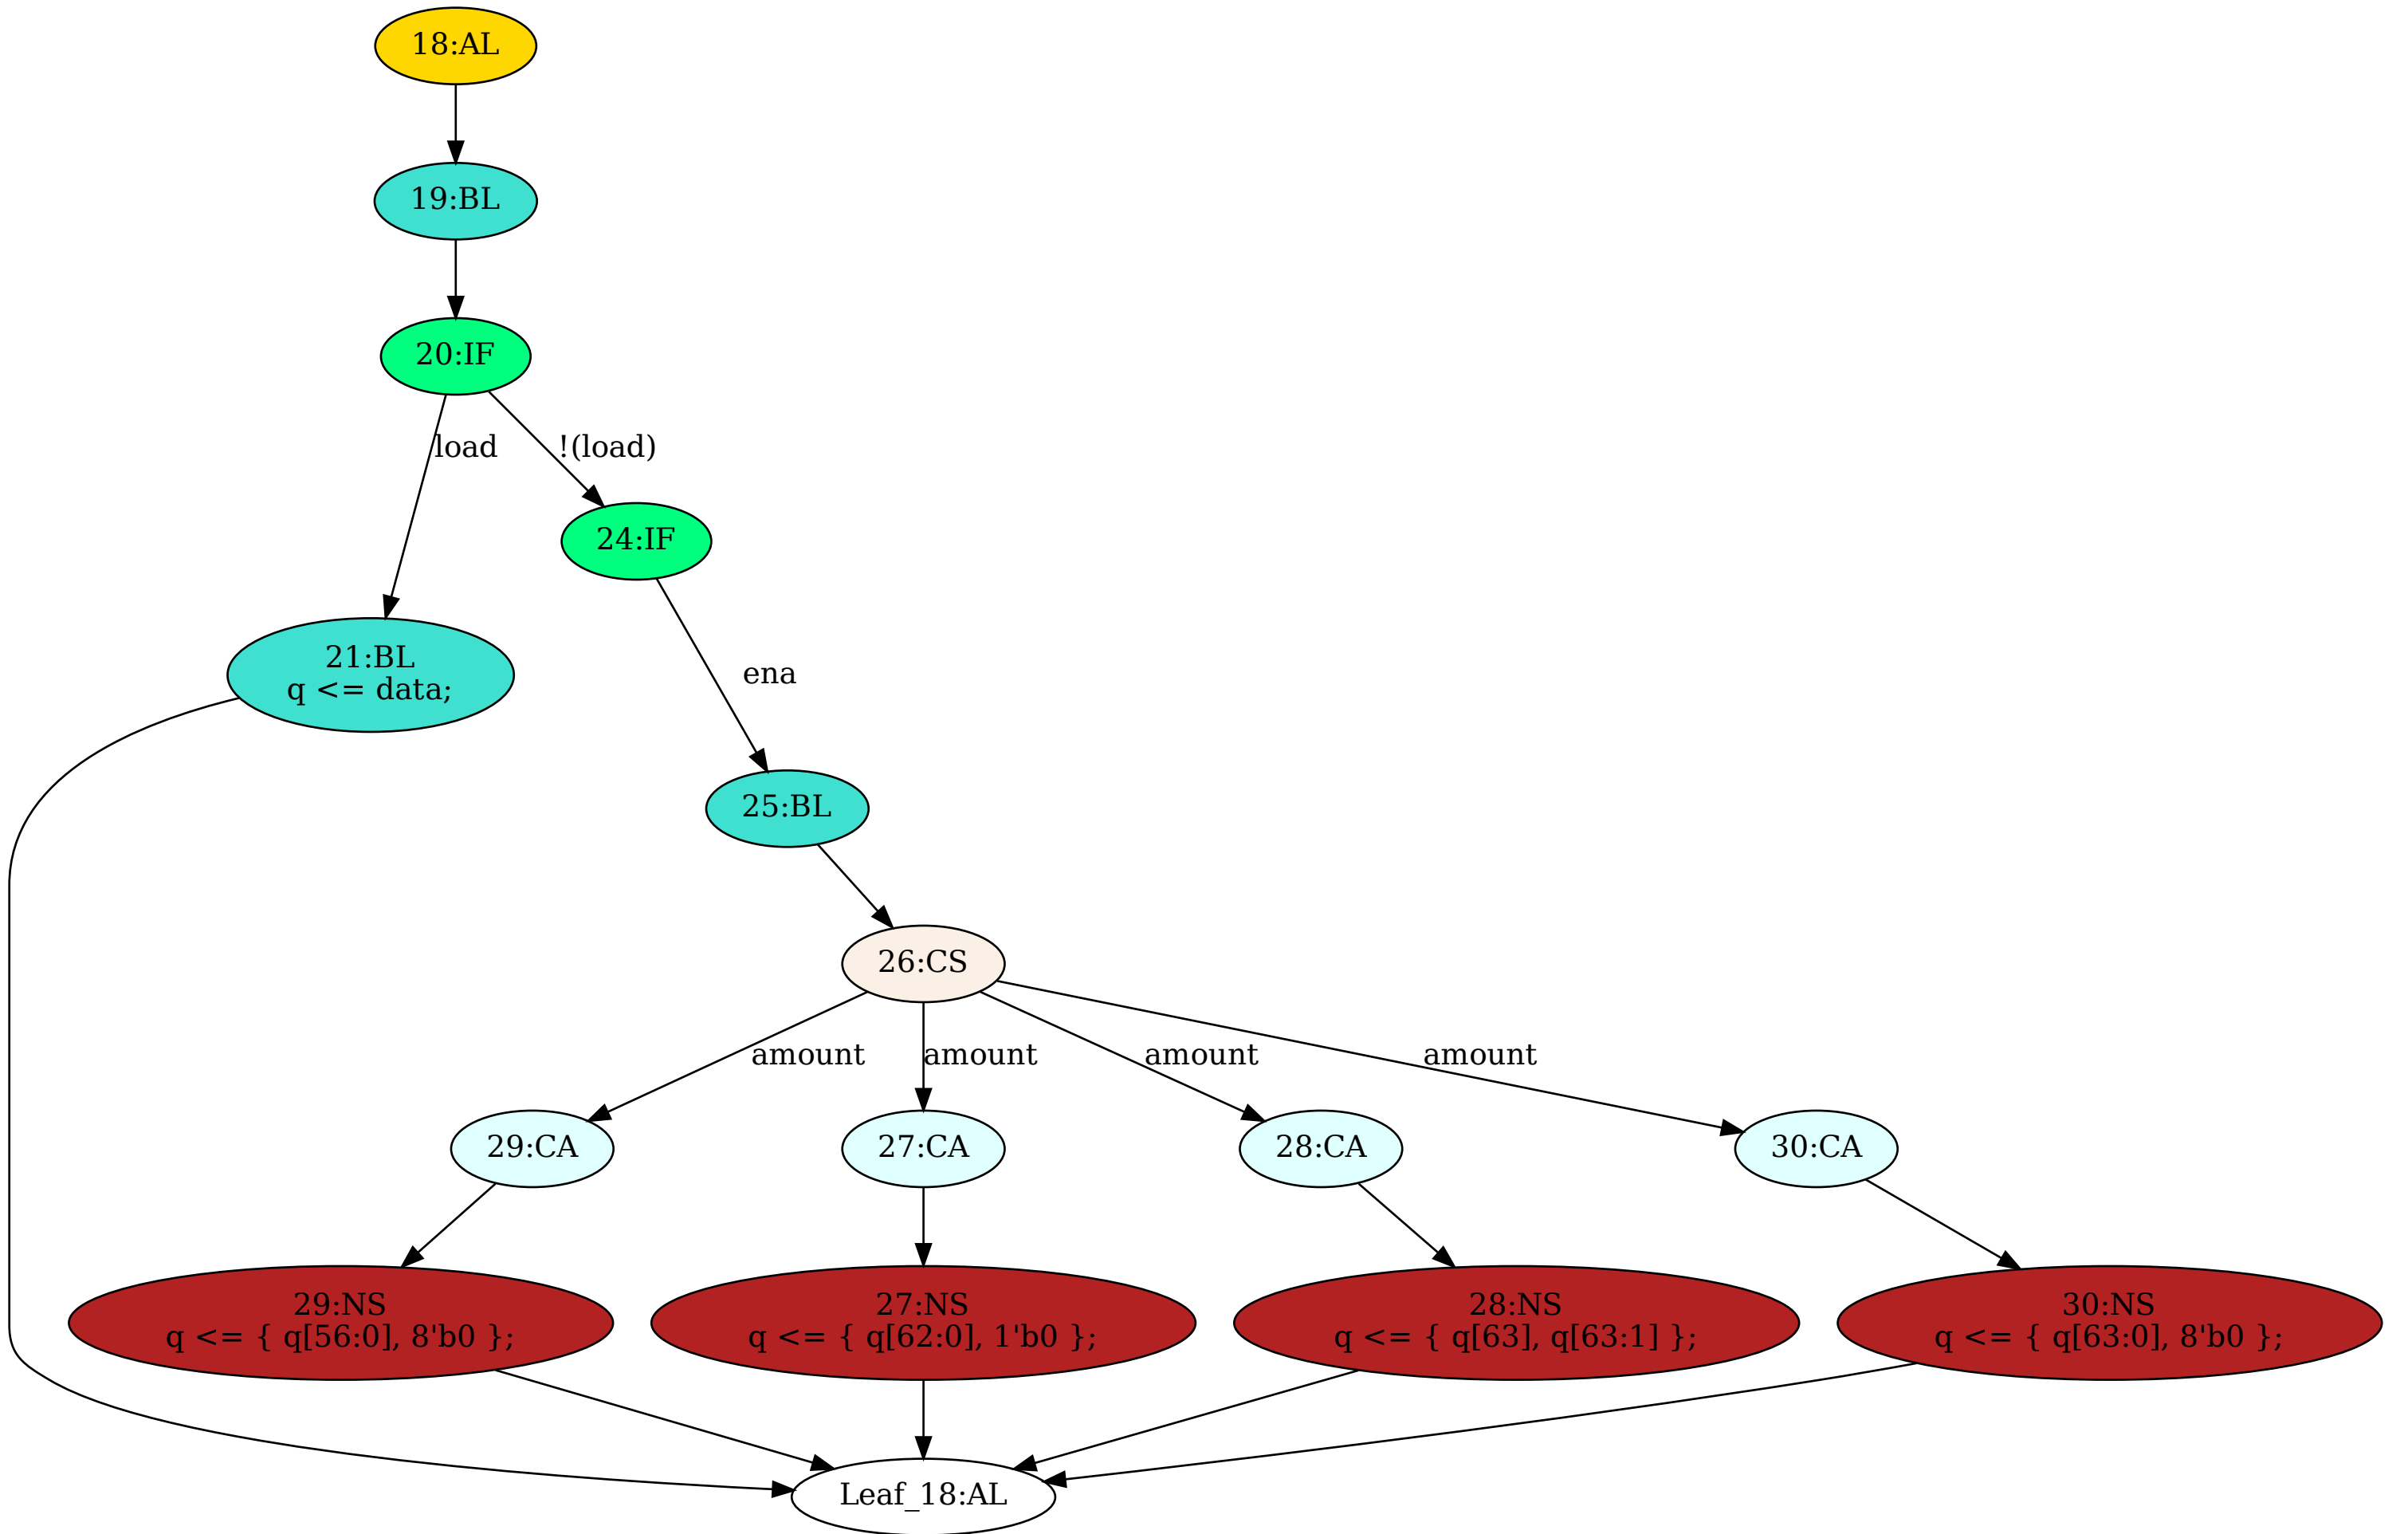 18:AL
19:BL
20:IF
load
!(load)
24:IF
21:BL
q <= data;
ena
25:BL
26:CS
amount
amount
amount
amount
29:CA
27:CA
28:CA
30:CA
29:NS
q <= { q[56:0], 8'b0 };
27:NS
q <= { q[62:0], 1'b0 };
28:NS
q <= { q[63], q[63:1] };
30:NS
q <= { q[63:0], 8'b0 };
Leaf_18:AL